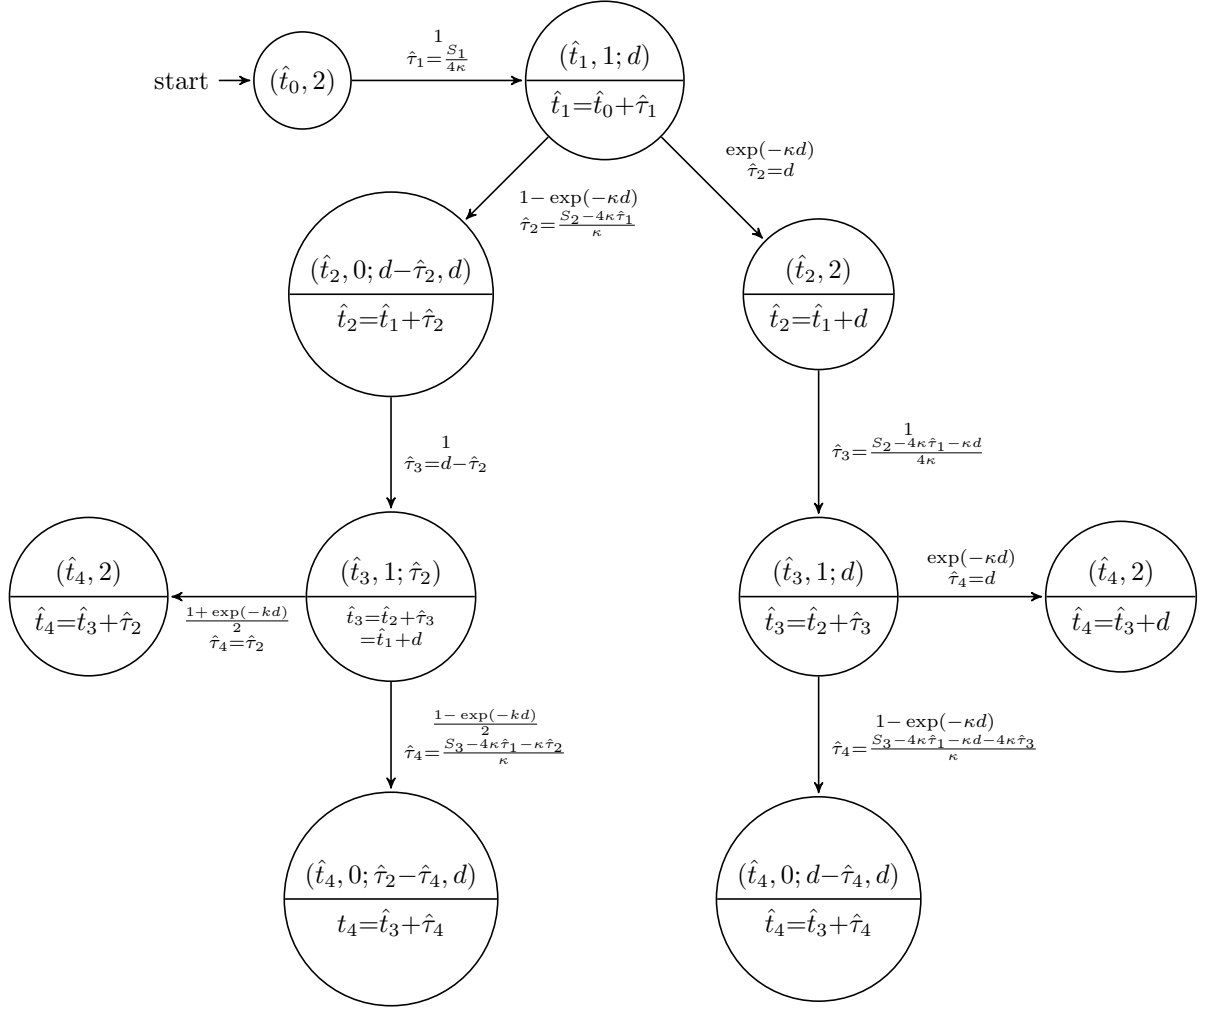 start
(t̂₀, 2)
1
τ̂₁=S₁/4κ
(t̂₁, 1; d)
t̂₁=t̂₀+τ̂₁
1−exp(−κd)
τ̂₂=(S₂−4κτ̂₁)/κ
exp(−κd)
τ̂₂=d
(t̂₂, 0; d−τ̂₂, d)
t̂₂=t̂₁+τ̂₂
(t̂₂, 2)
t̂₂=t̂₁+d
1
τ̂₃=d−τ̂₂
1
τ̂₃=(S₂−4κτ̂₁−κd)/4κ
(t̂₄, 2)
t̂₄=t̂₃+τ̂₂
(1+exp(−kd))/2
τ̂₄=τ̂₂
(t̂₃, 1; τ̂₂)
t̂₃=t̂₂+τ̂₃
=t̂₁+d
(t̂₃, 1; d)
t̂₃=t̂₂+τ̂₃
exp(−κd)
τ̂₄=d
(t̂₄, 2)
t̂₄=t̂₃+d
(1−exp(−kd))/2
τ̂₄=(S₃−4κτ̂₁−κτ̂₂)/κ
1−exp(−κd)
τ̂₄=(S₃−4κτ̂₁−κd−4κτ̂₃)/κ
(t̂₄, 0; τ̂₂−τ̂₄, d)
t₄=t̂₃+τ̂₄
(t̂₄, 0; d−τ̂₄, d)
t̂₄=t̂₃+τ̂₄